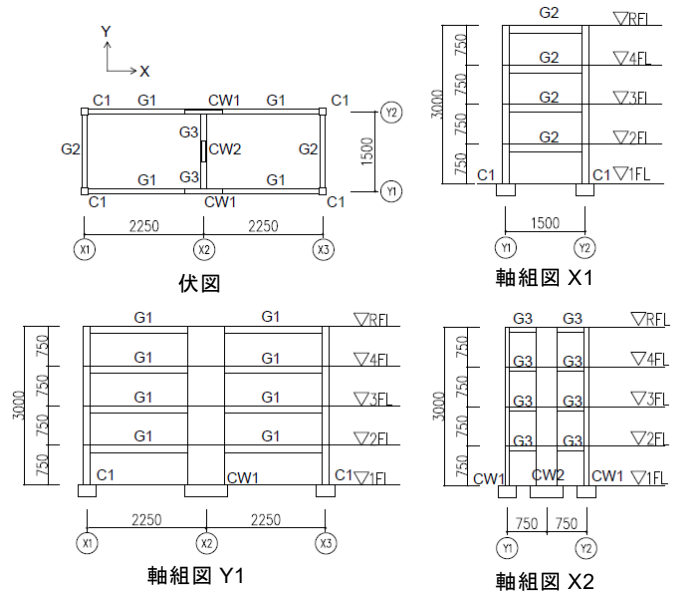 Y
X
C1 G1 CW1 G1 C1
G2 G3 CW2 G2
G3
G1 G1
C1 CW1 C1
Y2
1500
Y1
2250 2250
X1 X2 X3
伏図
G2
G2
G2
G2
▽RFL
▽4FL
▽3FL
▽2FL
▽1FL
750
750
750
750
3000
C1 C1
1500
Y1 Y2
軸組図 X1
G1 G1
G1 G1
G1 G1
G1 G1
▽RFL
▽4FL
▽3FL
▽2FL
▽1FL
750
750
750
750
3000
C1 CW1 C1
2250 2250
X1 X2 X3
軸組図 Y1
G3 G3
G3 G3
G3 G3
G3 G3
▽RFL
▽4FL
▽3FL
▽2FL
▽1FL
750
750
750
750
3000
CW1 CW2 CW1
750 750
Y1 Y2
軸組図 X2